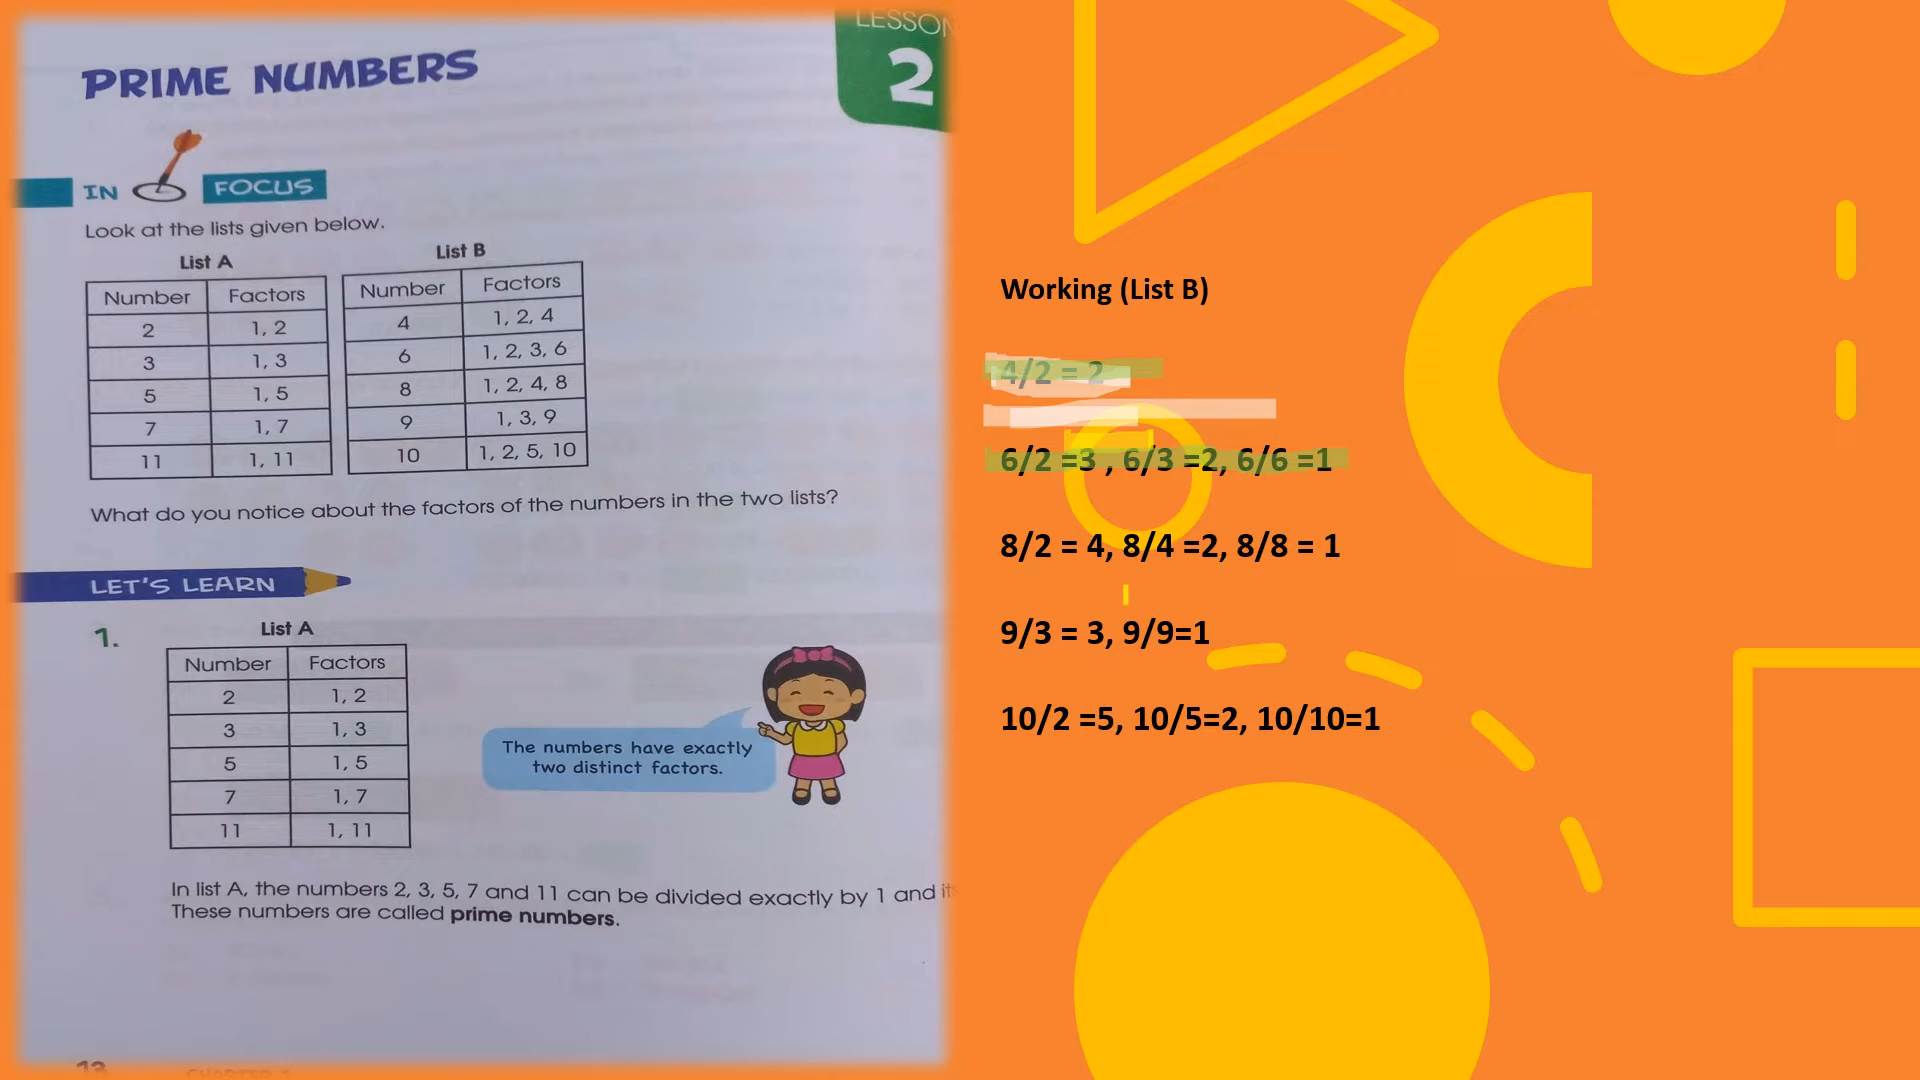 LESSON
2
PRIME NUMBERS
IN FOCUS
Look at the lists given below.
List A
Number Factors
2 1, 2
3 1, 3
5 1, 5
7 1, 7
11 1, 11
List B
Number Factors
4 1, 2, 4
6 1, 2, 3, 6
8 1, 2, 4, 8
9 1, 3, 9
10 1, 2, 5, 10
What do you notice about the factors of the numbers in the two lists?
LET'S LEARN
1.
List A
Number Factors
2 1, 2
3 1, 3
5 1, 5
7 1, 7
11 1, 11
The numbers have exactly
two distinct factors.
In list A, the numbers 2, 3, 5, 7 and 11 can be divided exactly by 1 and
These numbers are called prime numbers.
Working (List B)
4/2 = 2
6/2 =3 , 6/3 =2, 6/6 =1
8/2 = 4, 8/4 =2, 8/8 = 1
9/3 = 3, 9/9=1
10/2 =5, 10/5=2, 10/10=1